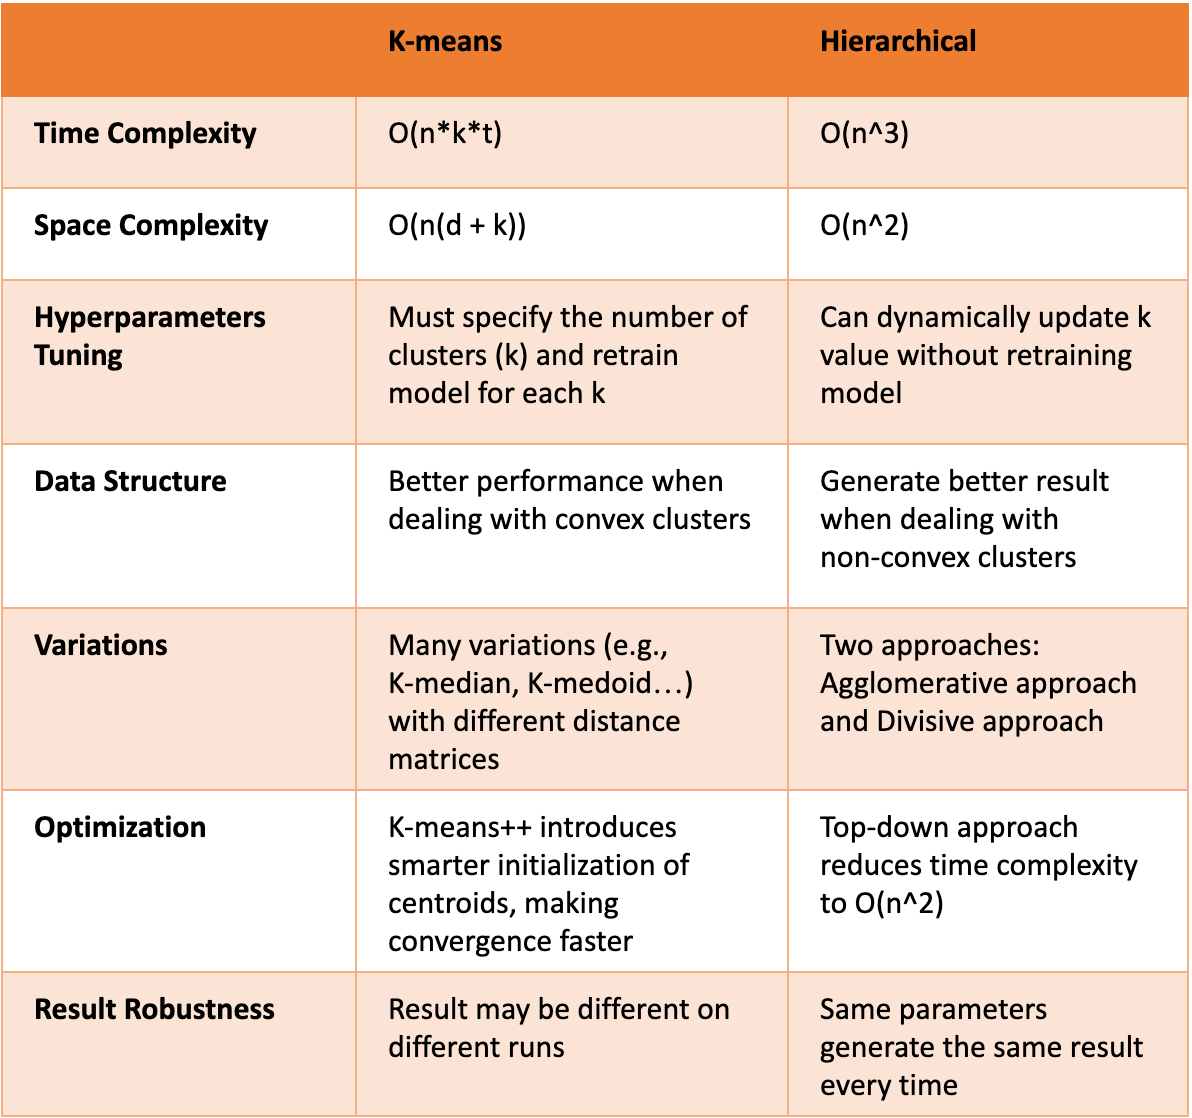 K-means
Hierarchical
Time Complexity
O(n*k*t)
O(n^3)
Space Complexity
O(n(d + k))
O(n^2)
Hyperparameters
Tuning
Must specify the number of
clusters (k) and retrain
model for each k
Can dynamically update k
value without retraining
model
Data Structure
Better performance when
dealing with convex clusters
Generate better result
when dealing with
non-convex clusters
Variations
Many variations (e.g.,
K-median, K-medoid…)
with different distance
matrices
Two approaches:
Agglomerative approach
and Divisive approach
Optimization
K-means++ introduces
smarter initialization of
centroids, making
convergence faster
Top-down approach
reduces time complexity
to O(n^2)
Result Robustness
Result may be different on
different runs
Same parameters
generate the same result
every time